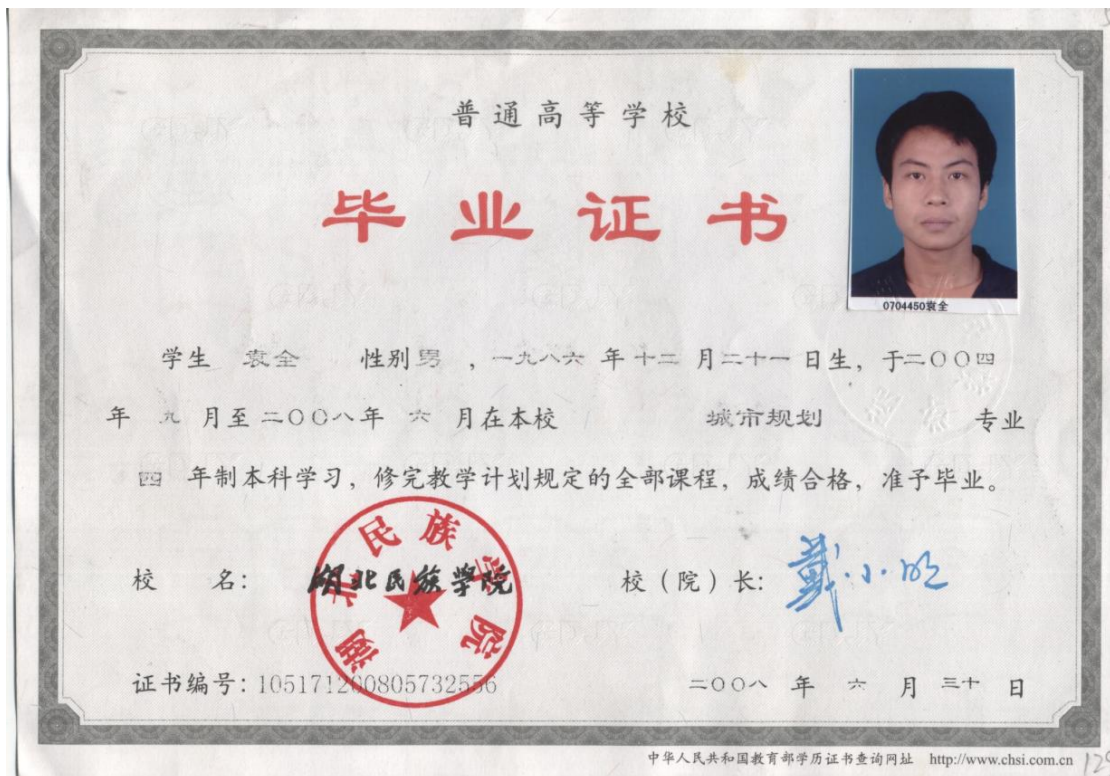 普通高等学校
毕业证书
0704450袁全
学生 袁全 性别 男 ，一九八六 年 十二 月 二十一 日生，于二〇〇四
年 九 月至 二〇〇八 年 六 月在本校 城市规划 专业
四 年制本科学习，修完教学计划规定的全部课程，成绩合格，准予毕业。
校 名： 湖北民族学院
湖北民族学院
校（院）长： 戴小明
证书编号：105171200805732556
二〇〇八 年 六 月 三十 日
中华人民共和国教育部学历证书查询网址 http://www.chsi.com.cn